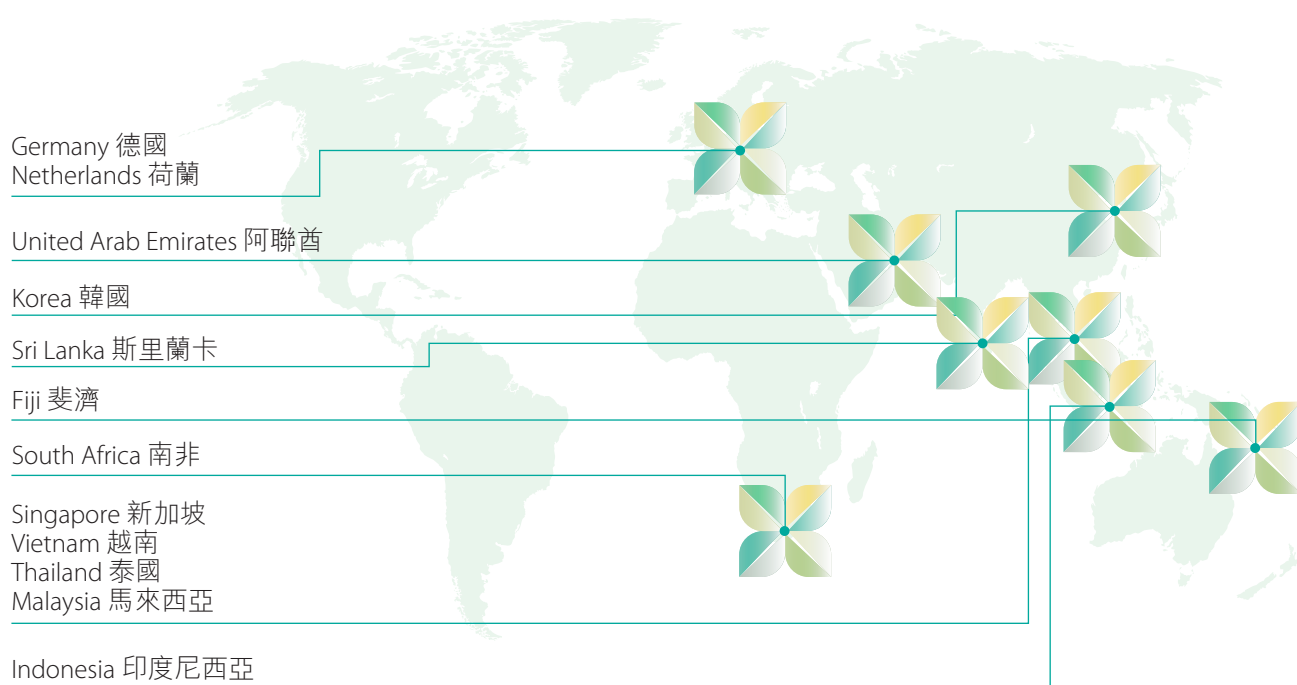 Germany 德國
Netherlands 荷蘭
United Arab Emirates 阿聯酋
Korea 韓國
Sri Lanka 斯里蘭卡
Fiji 斐濟
South Africa 南非
Singapore 新加坡
Vietnam 越南
Thailand 泰國
Malaysia 馬來西亞
Indonesia 印度尼西亞